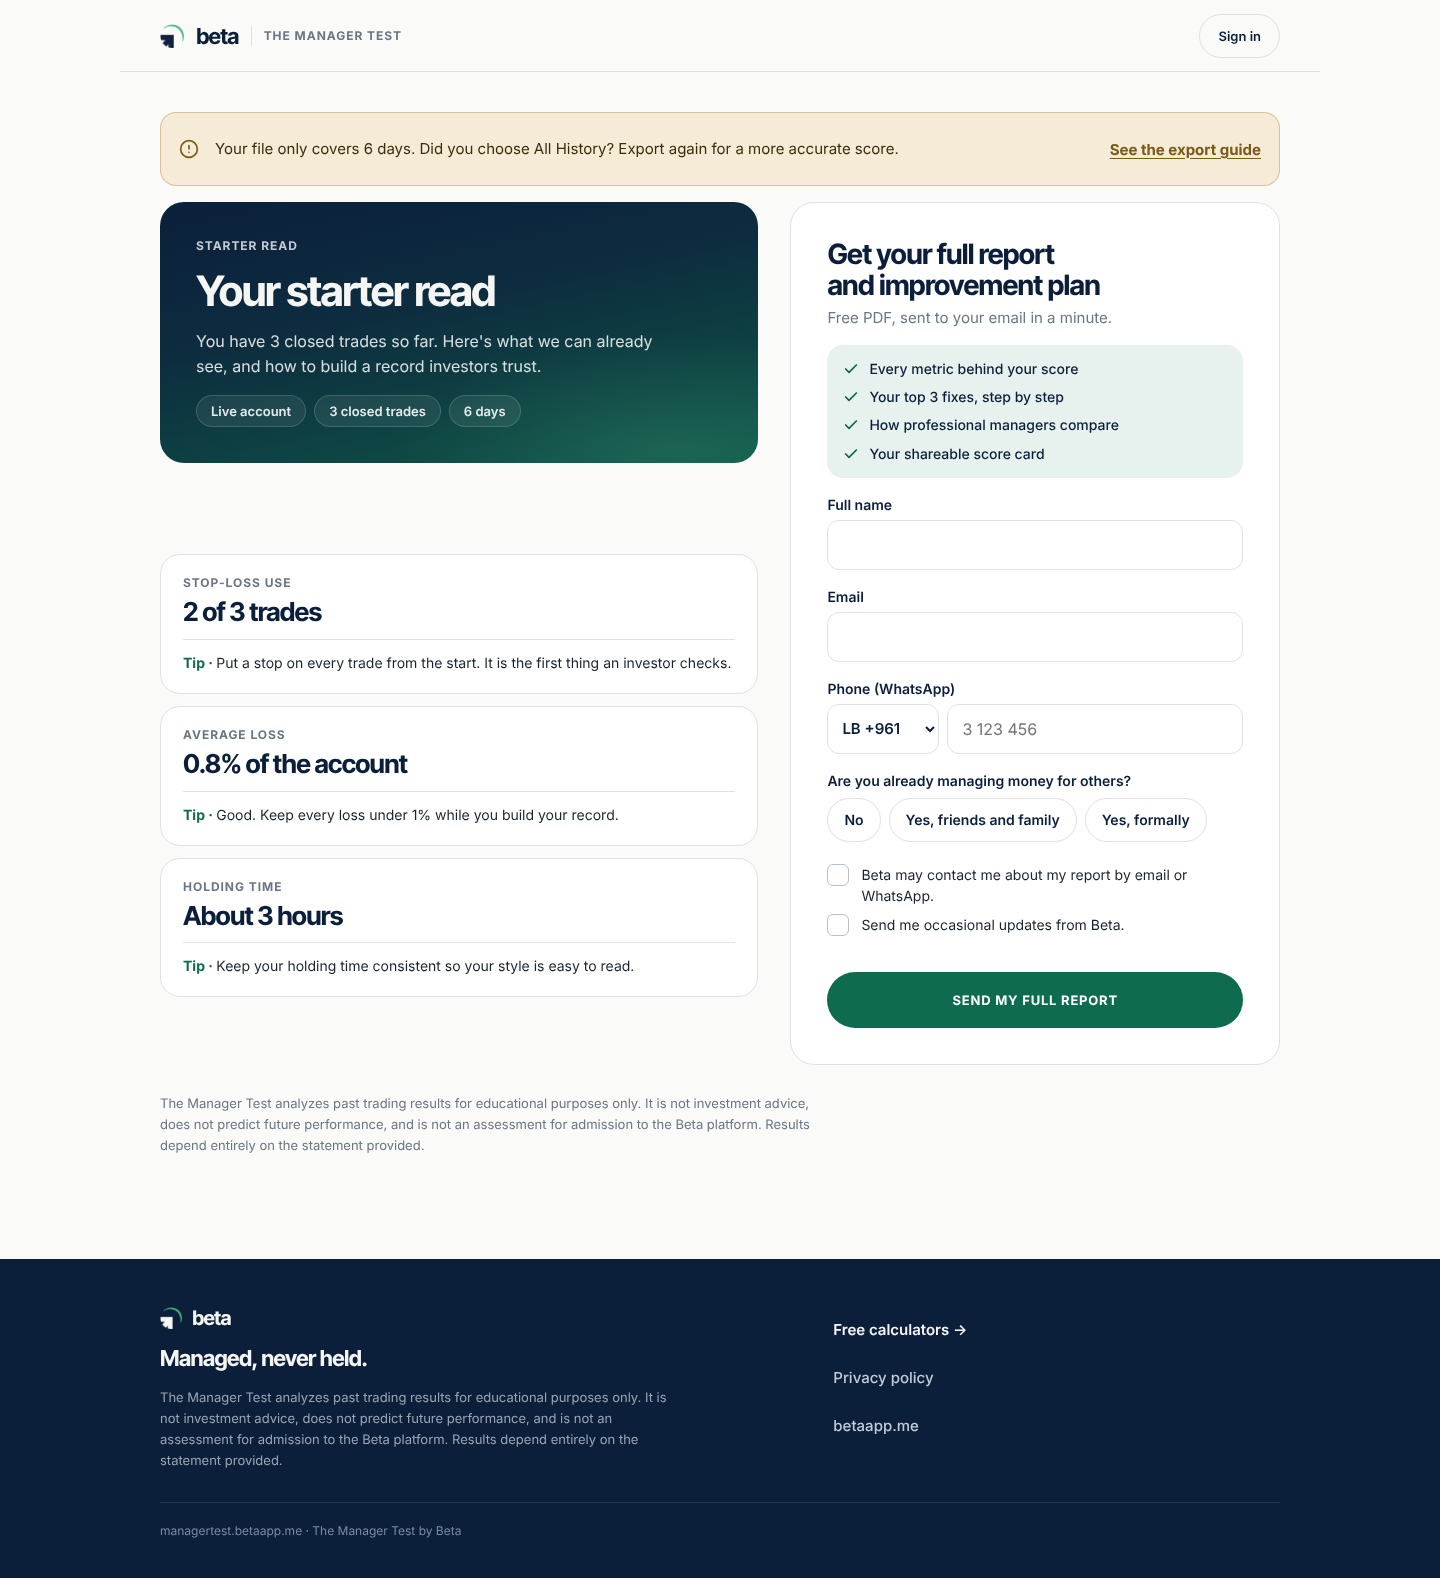 beta
THE MANAGER TEST
Sign in
Your file only covers 6 days. Did you choose All History? Export again for a more accurate score.
See the export guide
STARTER READ
Your starter read
You have 3 closed trades so far. Here's what we can already
see, and how to build a record investors trust.
Live account
3 closed trades
6 days
STOP-LOSS USE
2 of 3 trades
Tip · Put a stop on every trade from the start. It is the first thing an investor checks.
AVERAGE LOSS
0.8% of the account
Tip · Good. Keep every loss under 1% while you build your record.
HOLDING TIME
About 3 hours
Tip · Keep your holding time consistent so your style is easy to read.
Get your full report
and improvement plan
Free PDF, sent to your email in a minute.
Every metric behind your score
Your top 3 fixes, step by step
How professional managers compare
Your shareable score card
Full name
Email
Phone (WhatsApp)
LB +961
3 123 456
Are you already managing money for others?
No
Yes, friends and family
Yes, formally
Beta may contact me about my report by email or
WhatsApp.
Send me occasional updates from Beta.
SEND MY FULL REPORT
The Manager Test analyzes past trading results for educational purposes only. It is not investment advice,
does not predict future performance, and is not an assessment for admission to the Beta platform. Results
depend entirely on the statement provided.
beta
Managed, never held.
The Manager Test analyzes past trading results for educational purposes only. It is
not investment advice, does not predict future performance, and is not an
assessment for admission to the Beta platform. Results depend entirely on the
statement provided.
Free calculators →
Privacy policy
betaapp.me
managertest.betaapp.me · The Manager Test by Beta